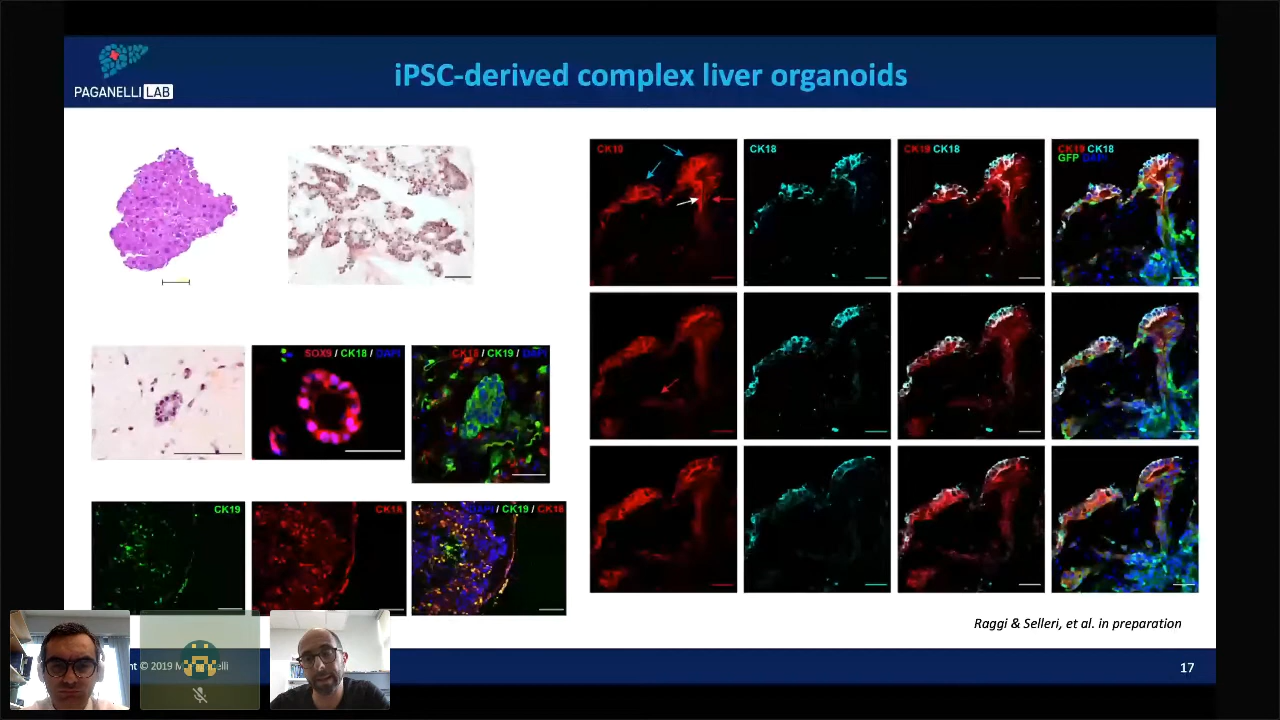 iPSC-derived complex liver organoids
PAGANELLI LAB
CK19
CK18
CK19 CK18
CK19 CK18
GFP DAPI
SOX9 / CK18 / DAPI
CK18 / CK19 / DAPI
CK19
CK18
DAPI / CK19 / CK18
Raggi & Selleri, et al. in preparation
© 2019
17